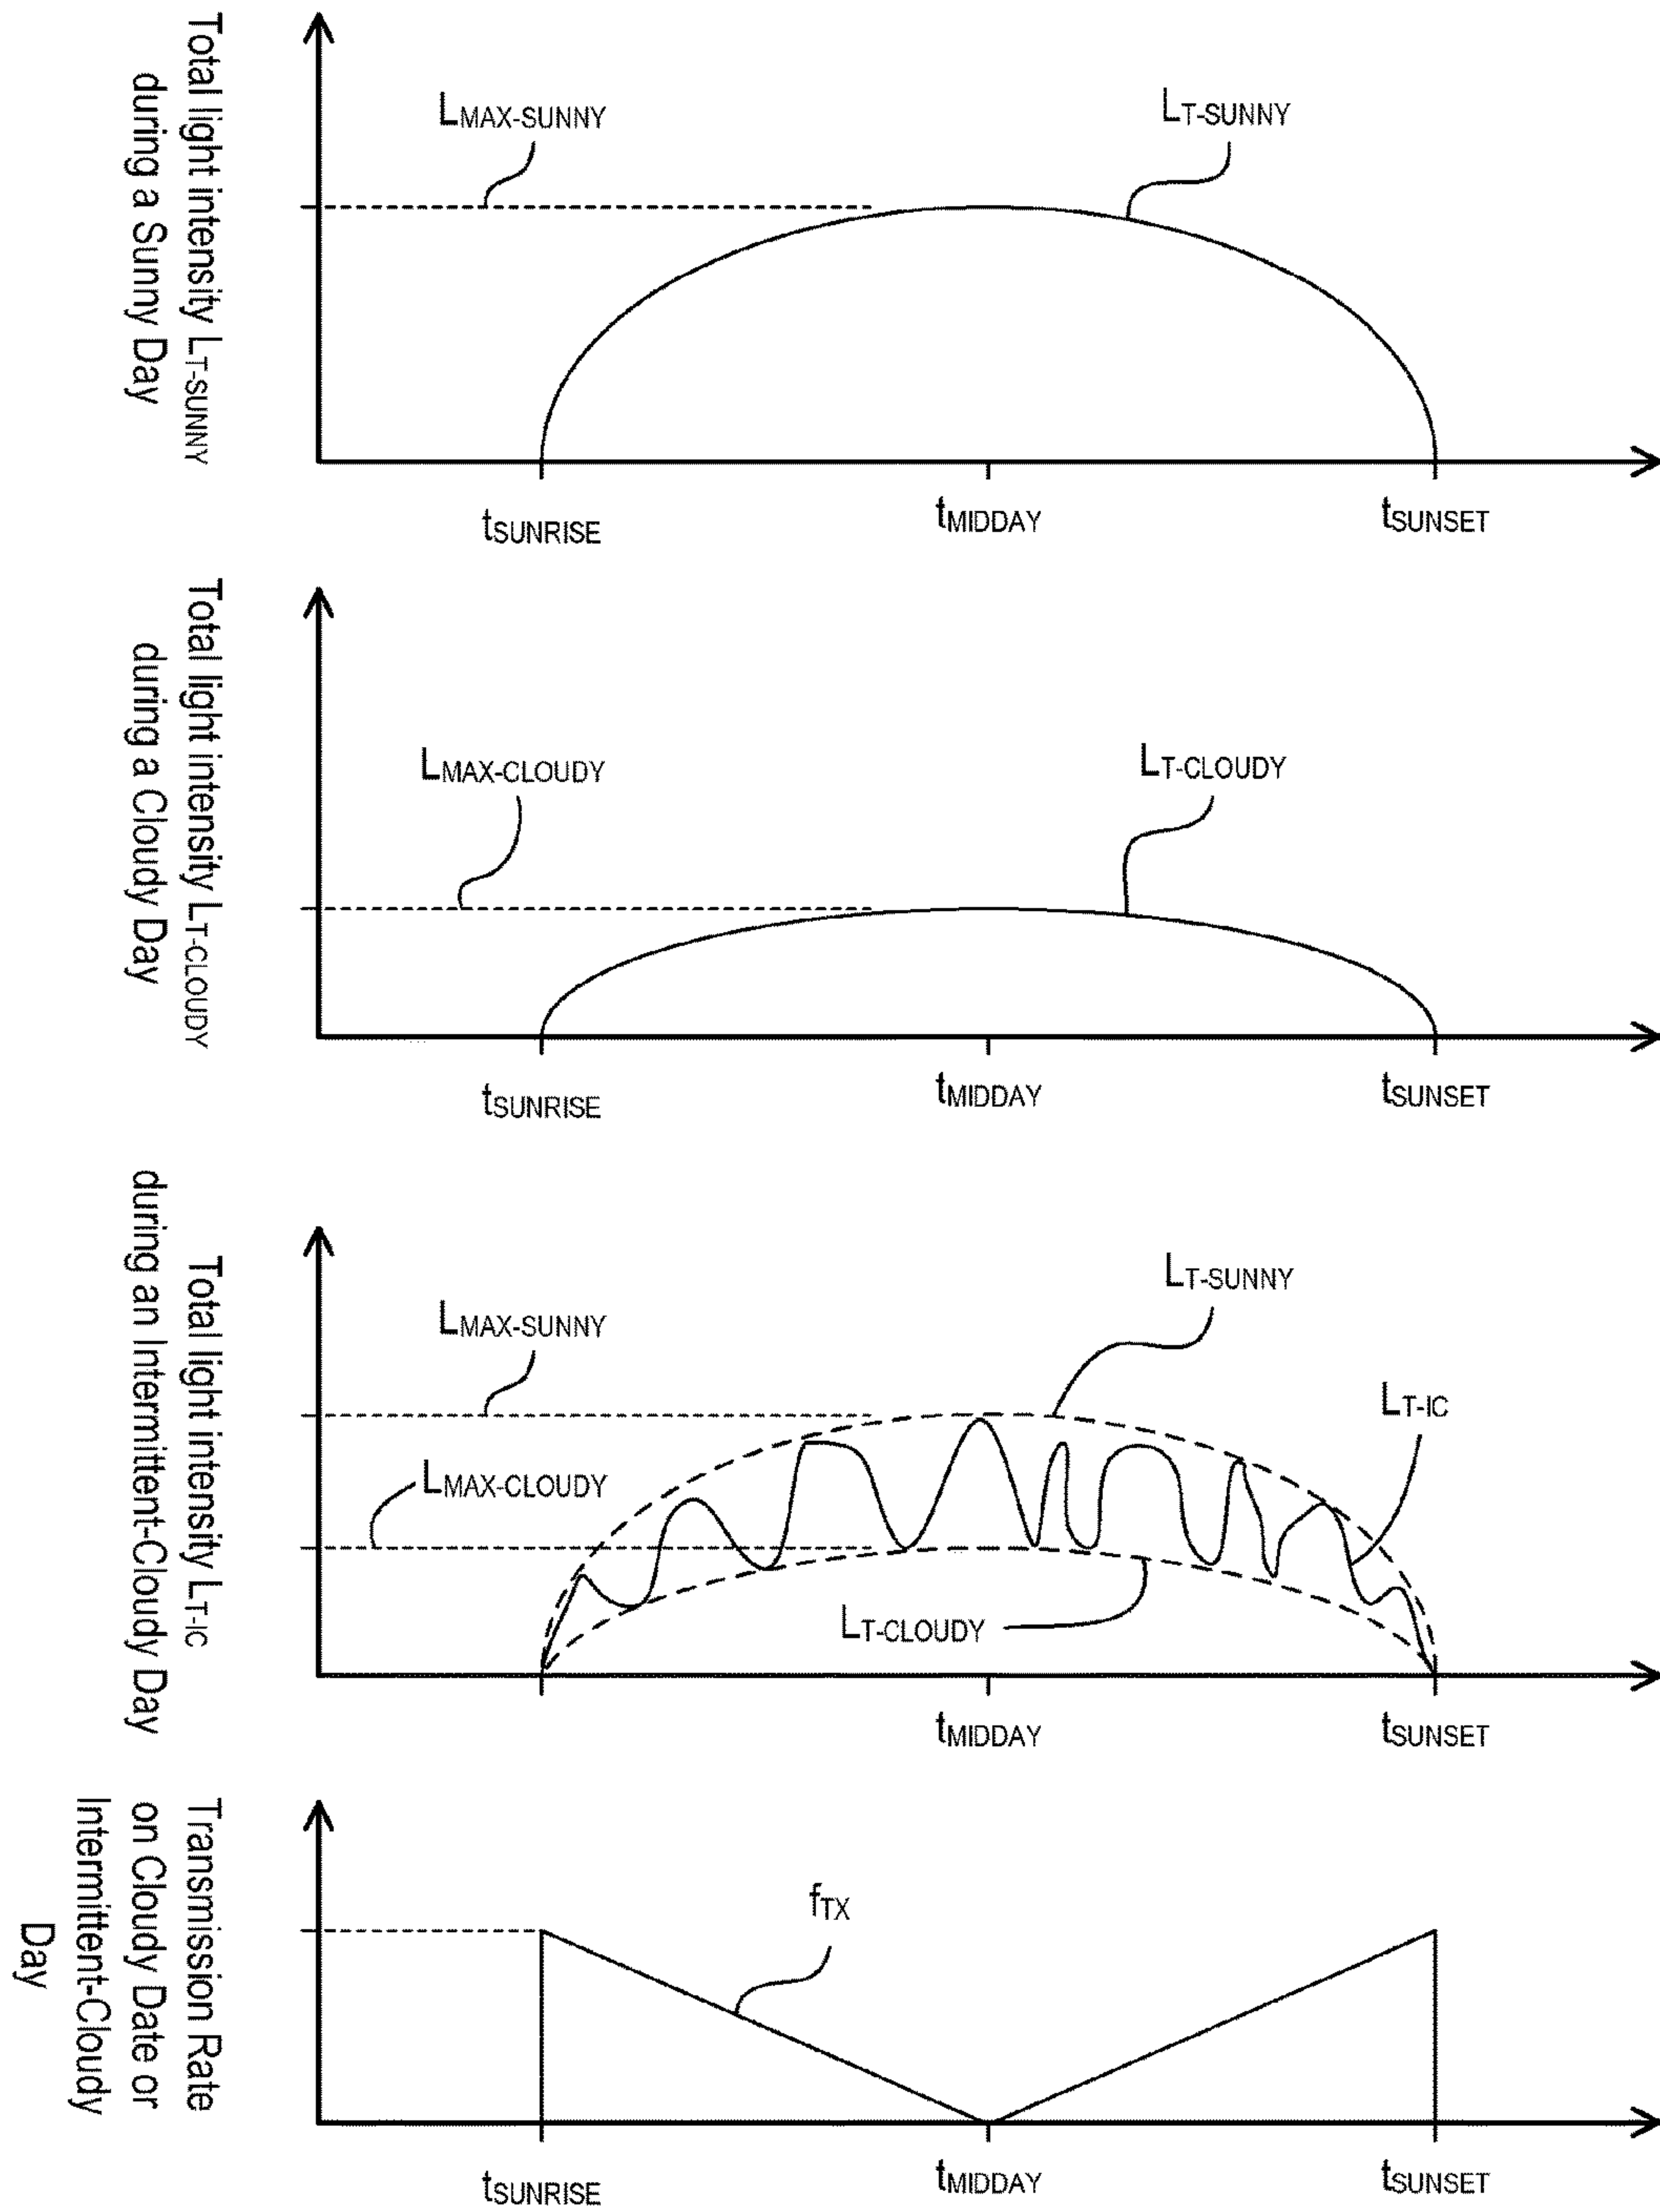 Total light intensity LT-SUNNY
during a Sunny Day
LMAX-SUNNY
LT-SUNNY
tSUNRISE
tMIDDAY
tSUNSET
Total light intensity LT-CLOUDY
during a Cloudy Day
LMAX-CLOUDY
LT-CLOUDY
tSUNRISE
tMIDDAY
tSUNSET
Total light intensity LT-IC
during an Intermittent-Cloudy Day
LT-SUNNY
LMAX-SUNNY
LT-IC
LMAX-CLOUDY
LT-CLOUDY
tMIDDAY
tSUNSET
Transmission Rate
on Cloudy Date or
Intermittent-Cloudy
Day
fTX
tSUNRISE
tMIDDAY
tSUNSET